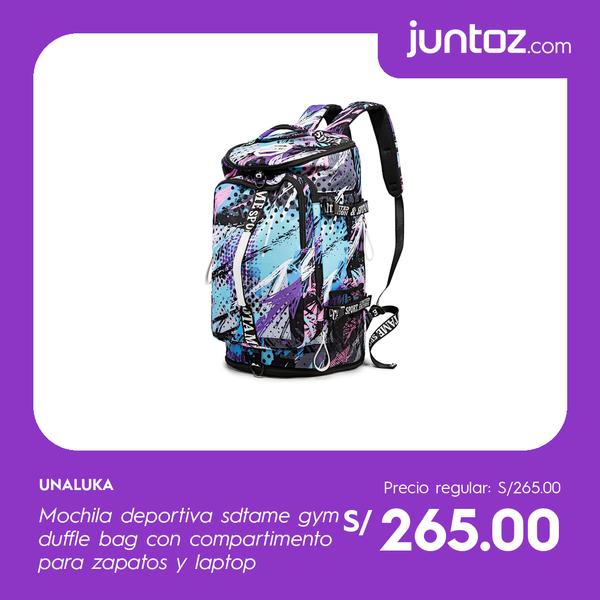 juntoz.com
UNALUKA
Mochila deportiva sdtame gym
duffle bag con compartimento
para zapatos y laptop
Precio regular: S/265.00
S/ 265.00